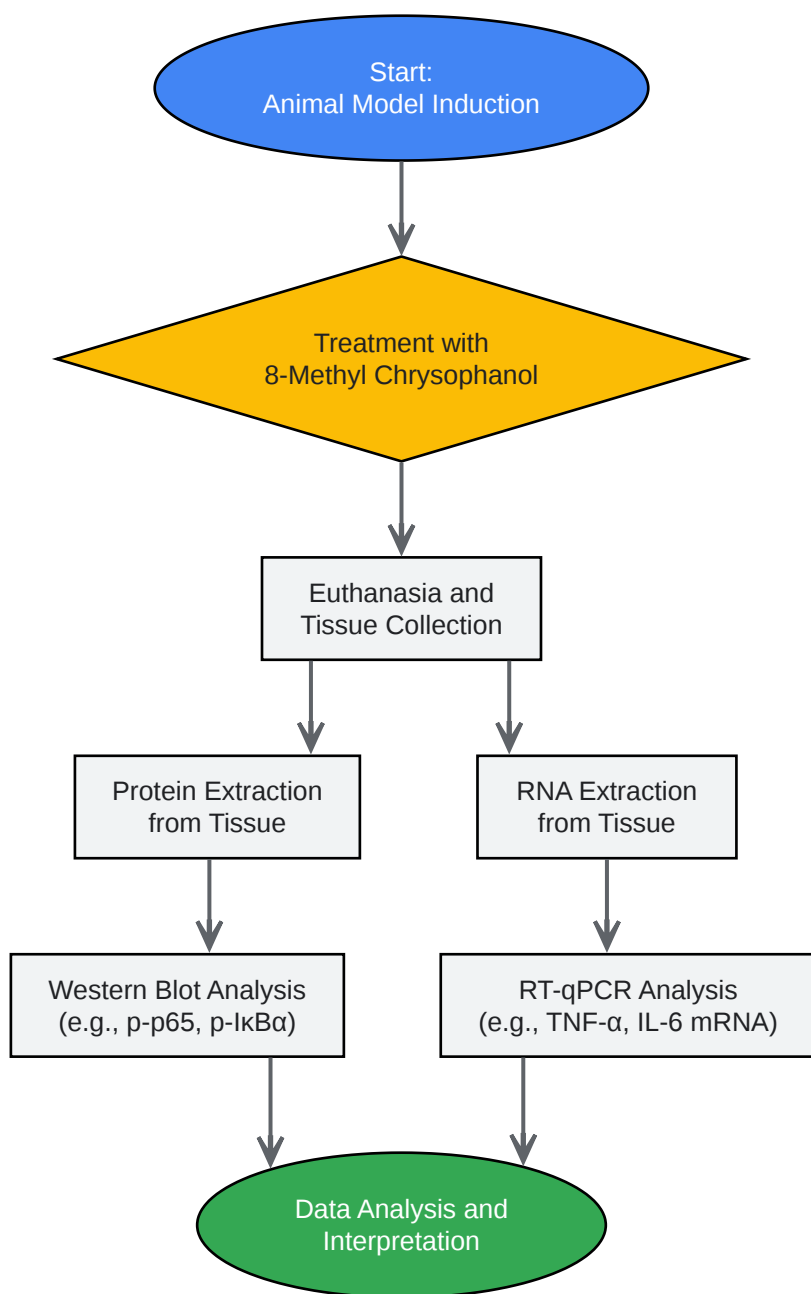 Start:
Animal Model Induction
Treatment with
8-Methyl Chrysophanol
Euthanasia and
Tissue Collection
Protein Extraction
from Tissue
RNA Extraction
from Tissue
Western Blot Analysis
(e.g., p-p65, p-IκBα)
RT-qPCR Analysis
(e.g., TNF-α, IL-6 mRNA)
Data Analysis and
Interpretation